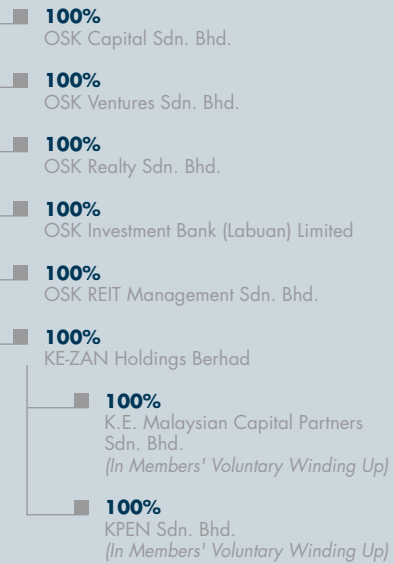 100%
OSK Capital Sdn. Bhd.
100%
OSK Ventures Sdn. Bhd.
100%
OSK Realty Sdn. Bhd.
100%
OSK Investment Bank (Labuan) Limited
100%
OSK REIT Management Sdn. Bhd.
100%
KE-ZAN Holdings Berhad
100%
K.E. Malaysian Capital Partners
Sdn. Bhd.
(In Members' Voluntary Winding Up)
100%
KPEN Sdn. Bhd.
(In Members' Voluntary Winding Up)